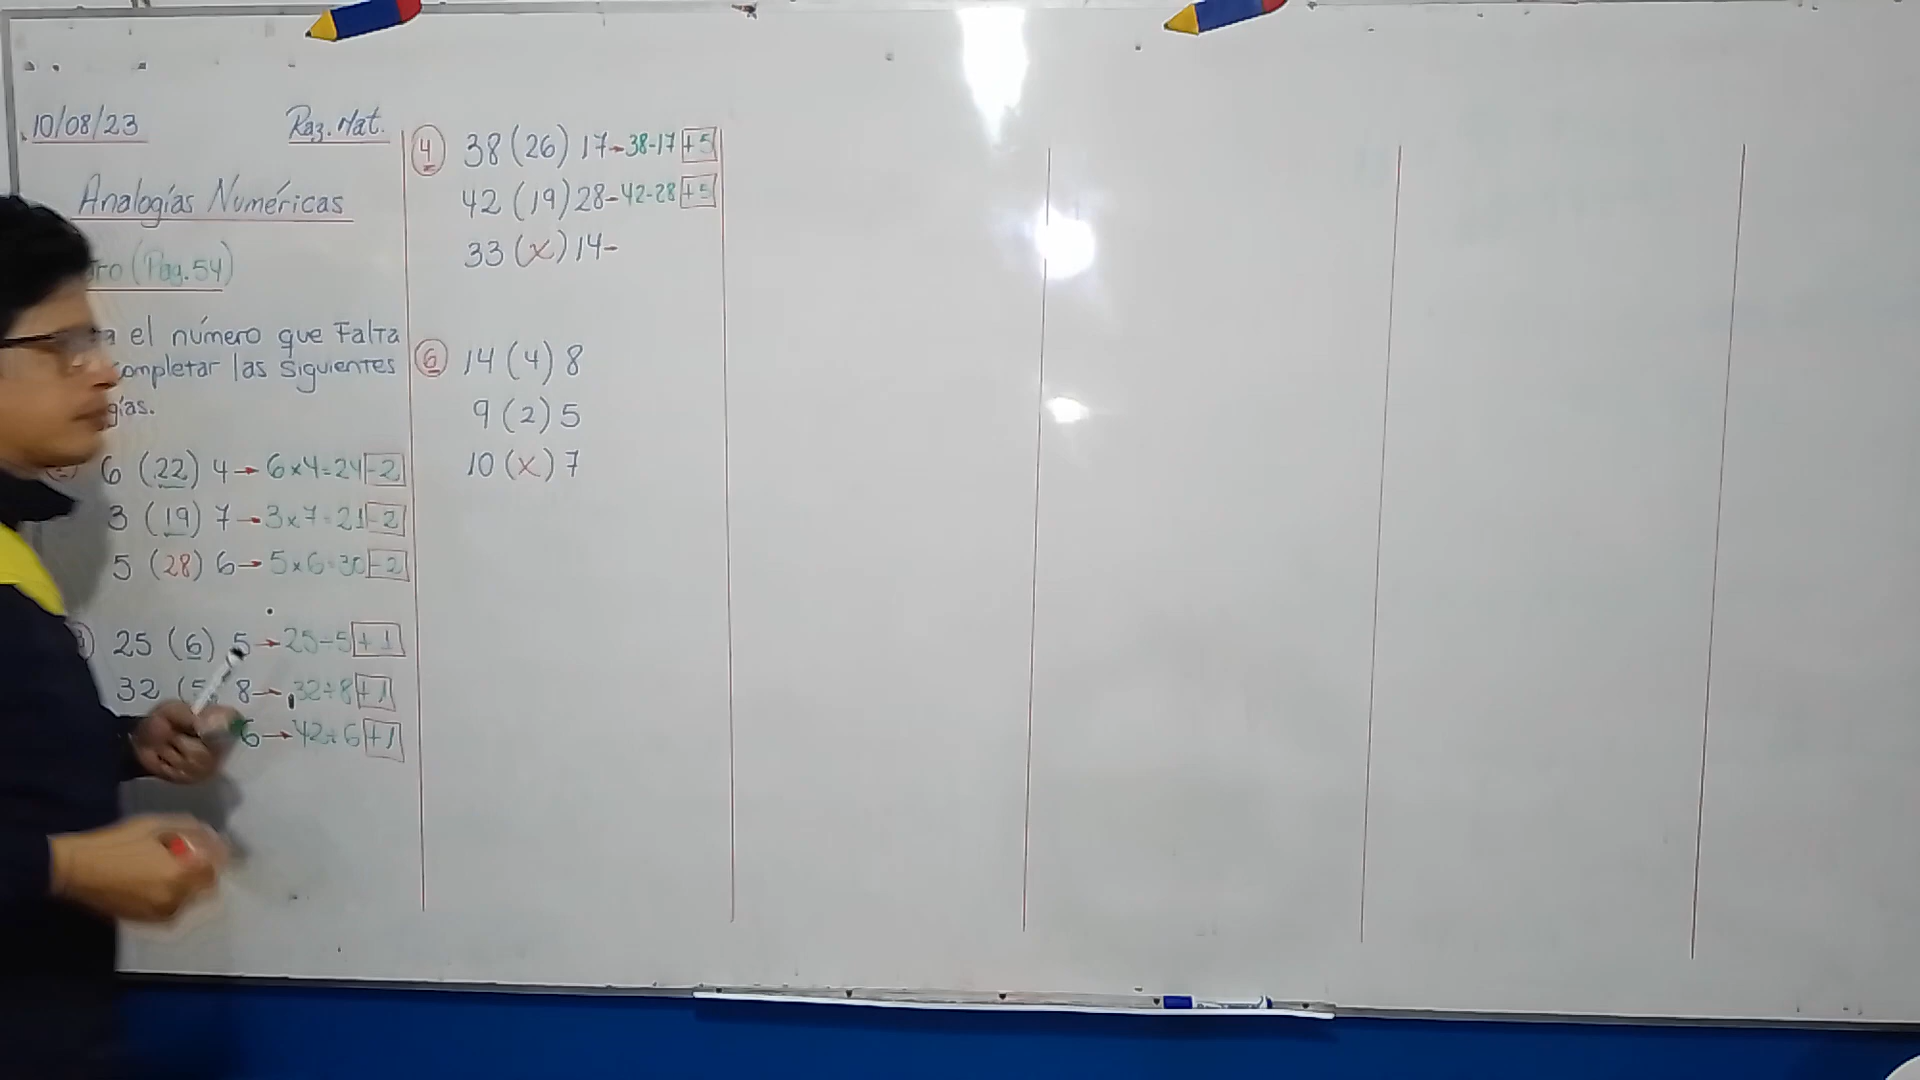 10/08/23 Raz. Mat.
Analogías Numéricas
(Pag. 54)
el número que Falta
completar las siguientes
6 (22) 4→ 6x4=24 -2
3 (19) 7→ 3x7=21 -2
5 (28) 6→ 5x6=30 -2
25 (6) 5→ 25÷5 +1
32 (5) 8→ 32÷8 +1
6→ 42÷6 +1
4 38 (26) 17→38-17 +5
42 (19) 28-42-28 +5
33 (x) 14-
6 14 (4) 8
9 (2) 5
10 (x) 7